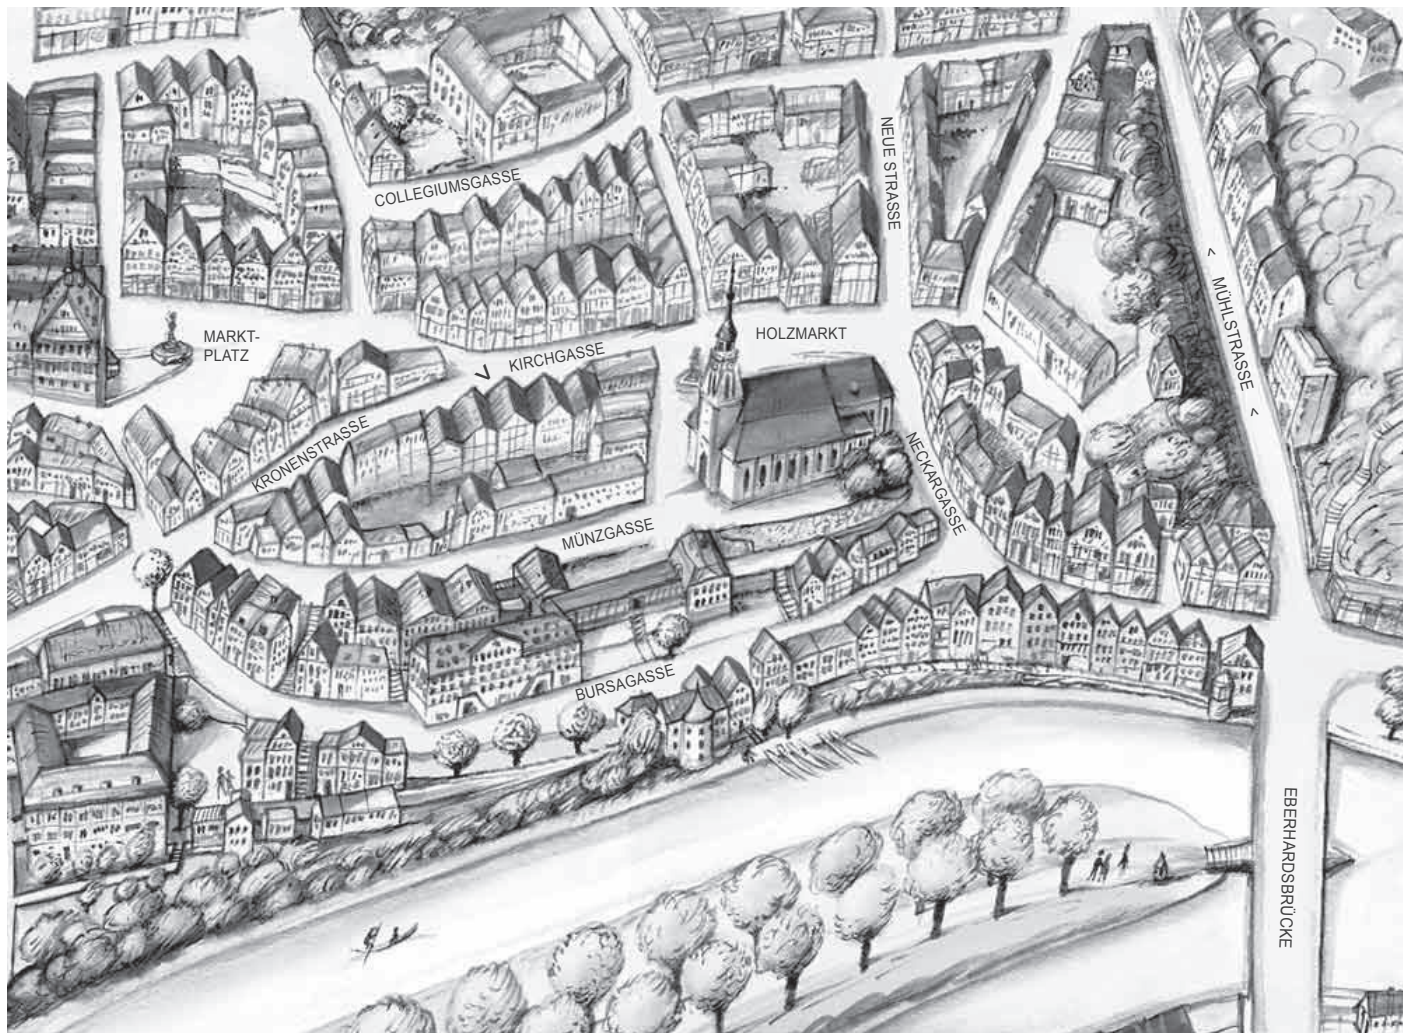 COLLEGIUMSGASSE
NEUE STRASSE
MÜHLSTRASSE
MARKT-
PLATZ
KIRCHGASSE
HOLZMARKT
KRONENSTRASSE
NECKARGASSE
MÜNZGASSE
BURSAGASSE
EBERHARDSBRÜCKE